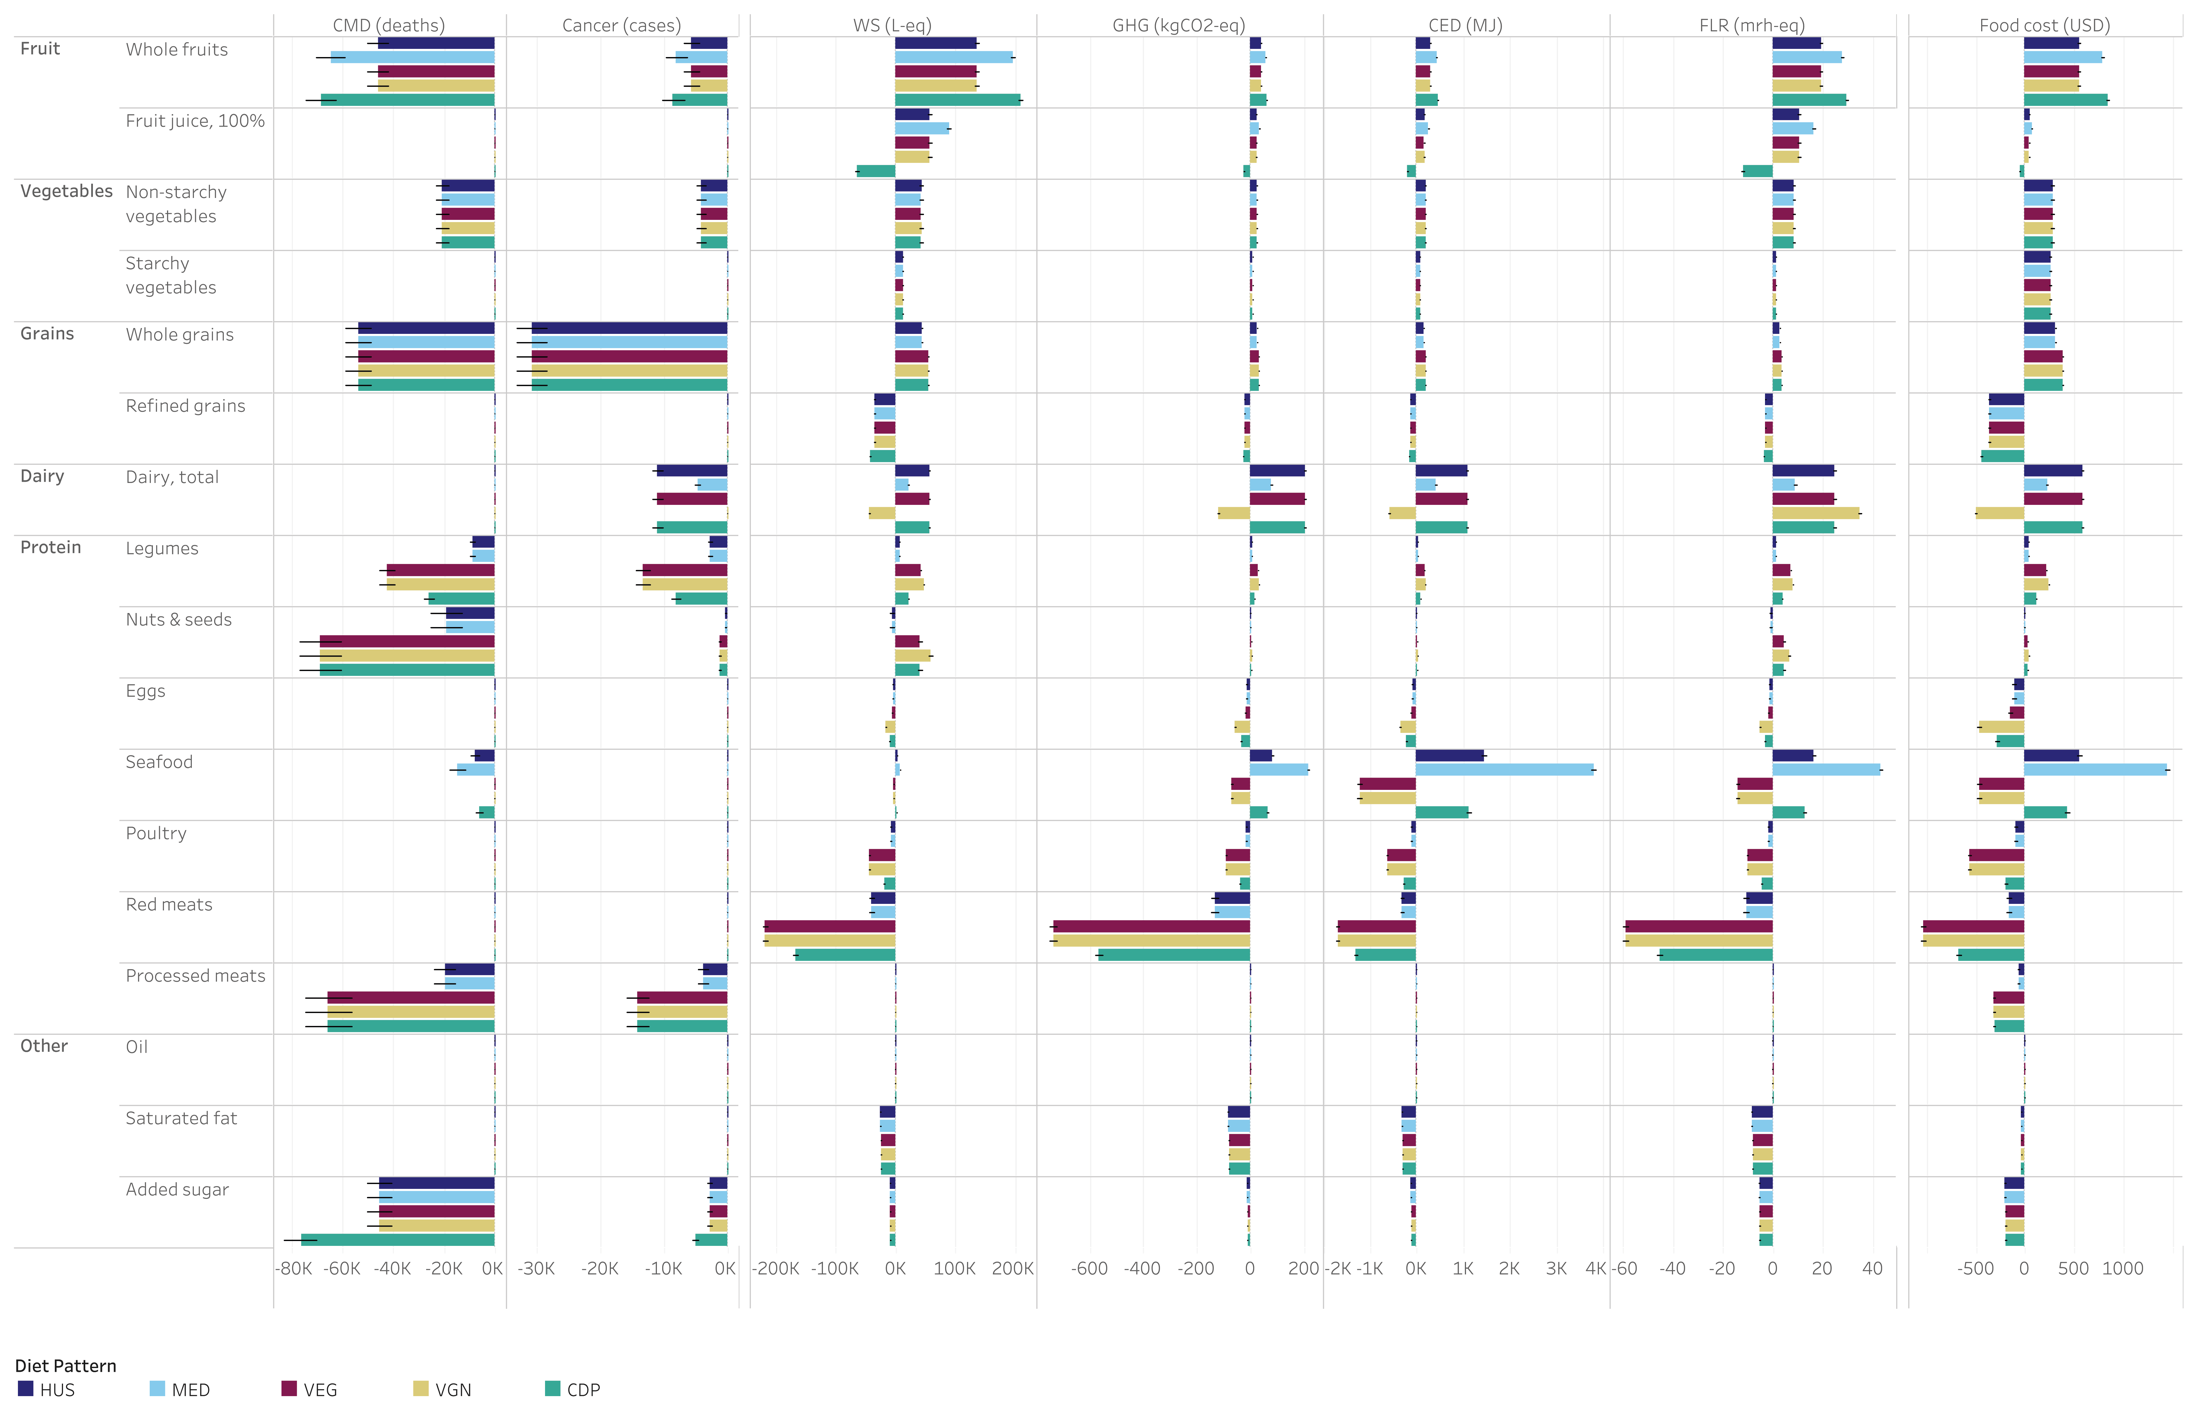 CMD (deaths) Cancer (cases) WS (L-eq) GHG (kgCO2-eq) CED (MJ) FLR (mrh-eq) Food cost (USD)
Fruit Whole fruits
Fruit juice, 100%
Vegetables Non-starchy
vegetables
Starchy
vegetables
Grains Whole grains
Refined grains
Dairy Dairy, total
Protein Legumes
Nuts & seeds
Eggs
Seafood
Poultry
Red meats
Processed meats
Other Oil
Saturated fat
Added sugar
-80K -60K -40K -20K 0K -30K -20K -10K 0K -200K -100K 0K 100K 200K -600 -400 -200 0 200 -2K -1K 0K 1K 2K 3K 4K -60 -40 -20 0 20 40 -500 0 500 1000
Diet Pattern
HUS MED VEG VGN CDP